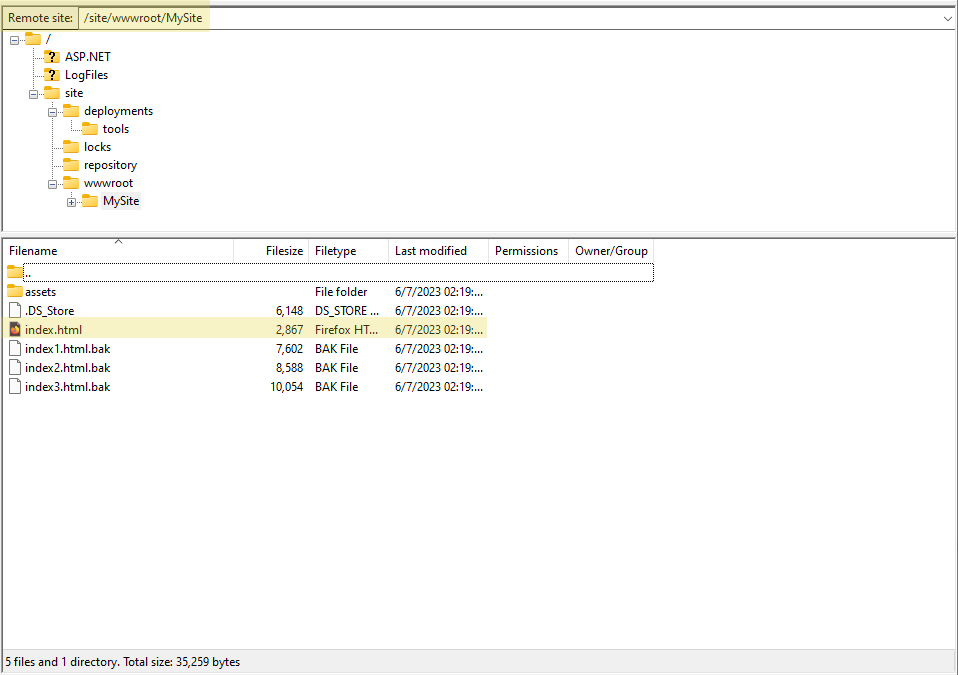 Remote site: /site/wwwroot/MySite
/
ASP.NET
LogFiles
site
deployments
tools
locks
repository
wwwroot
MySite
Filename Filesize Filetype Last modified Permissions Owner/Group
..
assets File folder 6/7/2023 02:19:...
.DS_Store 6,148 DS_STORE ... 6/7/2023 02:19:...
index.html 2,867 Firefox HT... 6/7/2023 02:19:...
index1.html.bak 7,602 BAK File 6/7/2023 02:19:...
index2.html.bak 8,588 BAK File 6/7/2023 02:19:...
index3.html.bak 10,054 BAK File 6/7/2023 02:19:...
5 files and 1 directory. Total size: 35,259 bytes